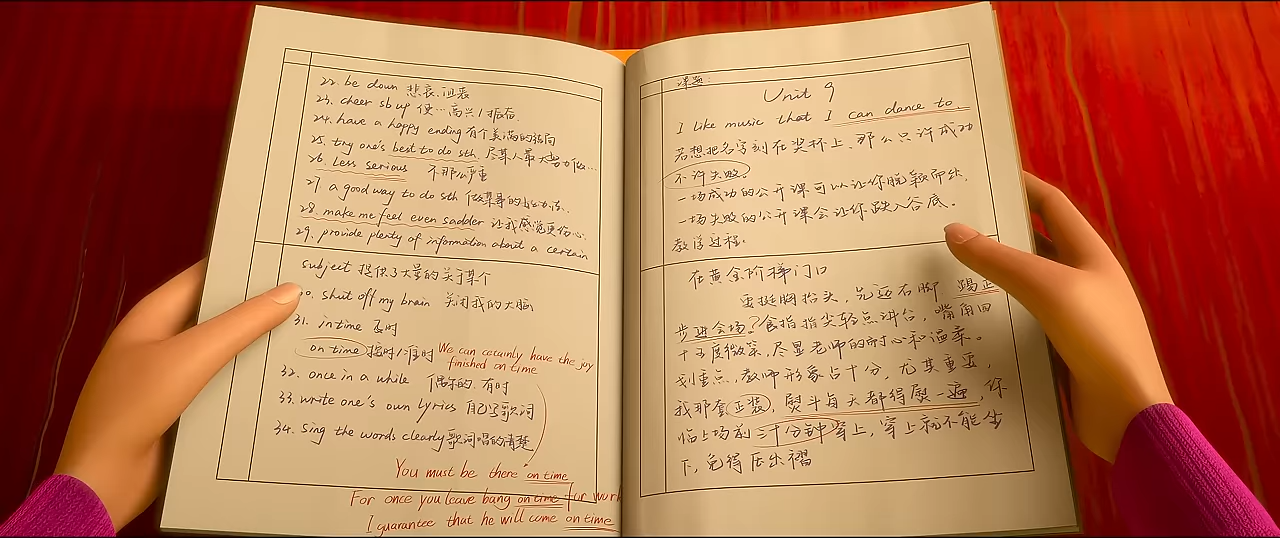 22. be down 悲哀、沮丧
23. cheer sb up 使…高兴/振奋.
24. have a happy ending 有个美满的结局
25. try one's best to do sth. 尽某人最大努力做…
26. Less serious 不那么严重
27 a good way to do sth 做某事的好办法.
28. make me feel even sadder 让我感觉更伤心.
29. provide plenty of information about a certain
subject 提供了大量的关于某个
30. shut off my brain 关闭我的大脑
31. in time 及时
on time 按时/准时
We can cetainly have the joy
finished on time
32. once in a while 偶尔的.有时
33. write one's own lyrics 自己写歌词
34. sing the words clearly 歌词唱的清楚
You must be there on time
For once you leave bang on time for work
I guarantee that he will come on time
课题:
Unit 9
I like music that I can dance to.
若想把名字刻在奖杯上、那么只许成功
不许失败。
一场成功的公开课可以让你脱颖而出.
一场失败的公开课会让你跌入谷底。
教学过程:
在黄金阶梯门口
要挺胸抬头，先迈右脚 踢正
步进会场?食指指尖轻点讲台，嘴角四
十五度微笑，尽显老师的耐心和温柔。
划重点，教师形象占十分，尤其重要，
我那套正装，熨斗每天都得熨一遍，你
临上场前三十分钟穿上，穿上就不能坐
下，免得压出褶